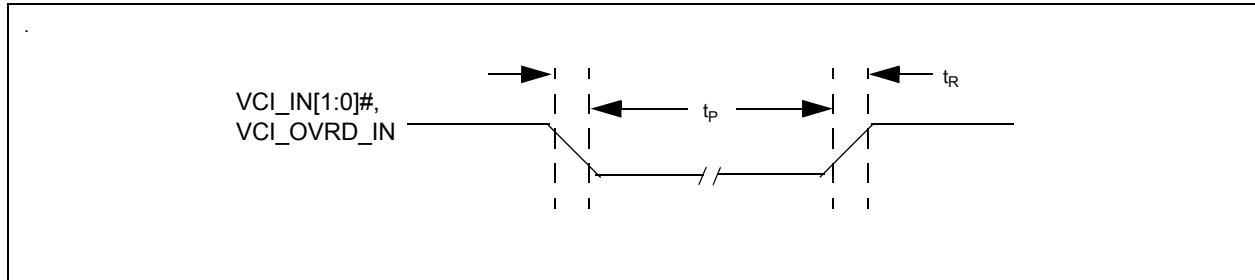 .
VCI_IN[1:0]#,
VCI_OVRD_IN
tP
tR